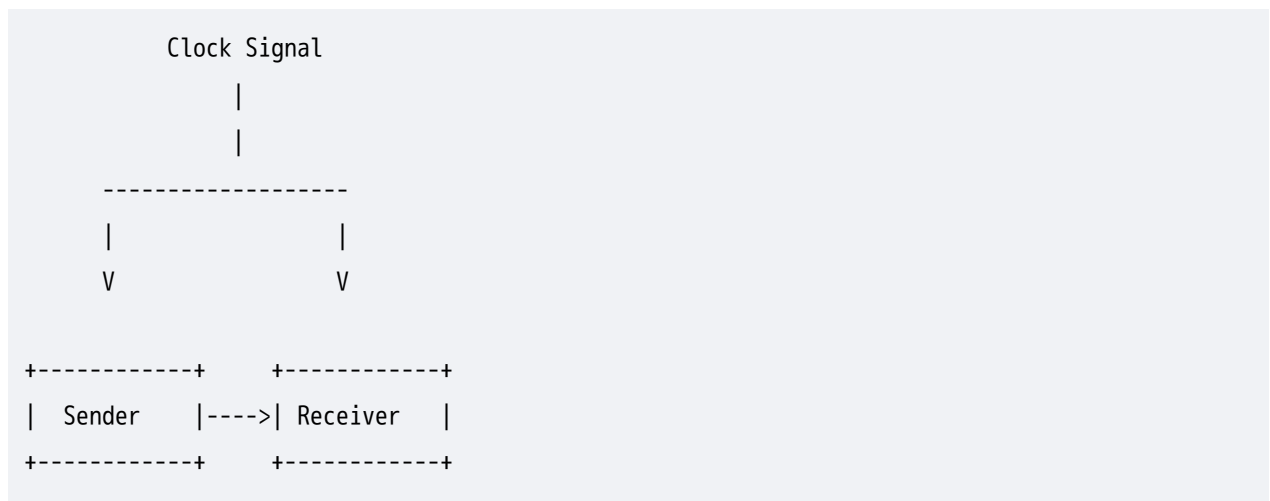 Clock Signal
|
|
-------------------
|                  |
V                  V
+------------+     +------------+
|  Sender    |---->| Receiver   |
+------------+     +------------+